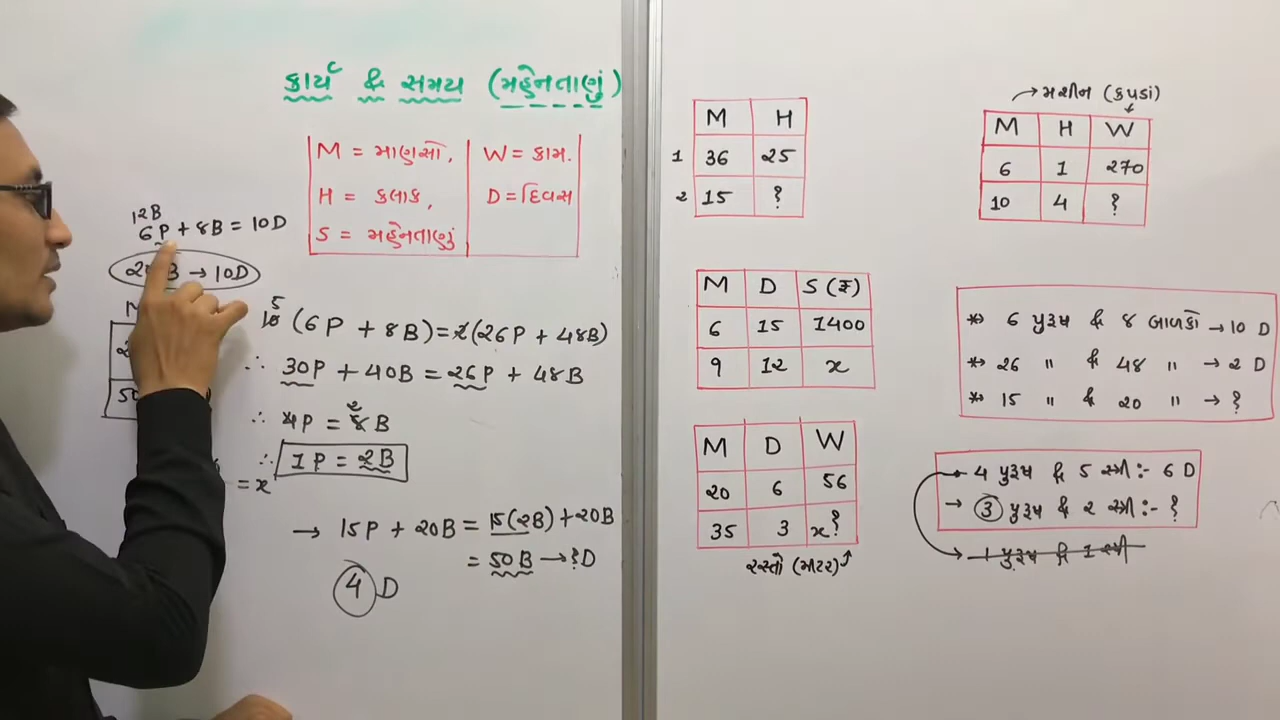 કાર્ય & સમય (મહેનતાણું)
M = માણસો, W = કામ.
H = કલાક, D = દિવસ
S = મહેનતાણું
12B
6P + 8B = 10D
B → 10D
5
10 (6P + 8B) = 2(26P + 48B)
∴ 30P + 40B = 26P + 48B
2
∴ 4P = 8B
∴ 1P = 2B
= x
→ 15P + 20B = 15(2B) + 20B
= 50B → ? D
4 D
M H
1 36 25
2 15 ?
M D S (₹)
6 15 1400
9 12 x
M D W
20 6 56
35 3 x?
રસ્તો (મીટર)
→ મશીન (કપડાં)
M H W
6 1 270
10 4 ?
** 6 પુરૂષ & 8 બાળકો → 10 D
** 26 " & 48 " → 2 D
** 15 " & 20 " → ?
4 પુરૂષ & 5 સ્ત્રી :- 6 D
→ 3 પુરૂષ & 2 સ્ત્રી :- ?
1 પુરૂષ & 1 સ્ત્રી